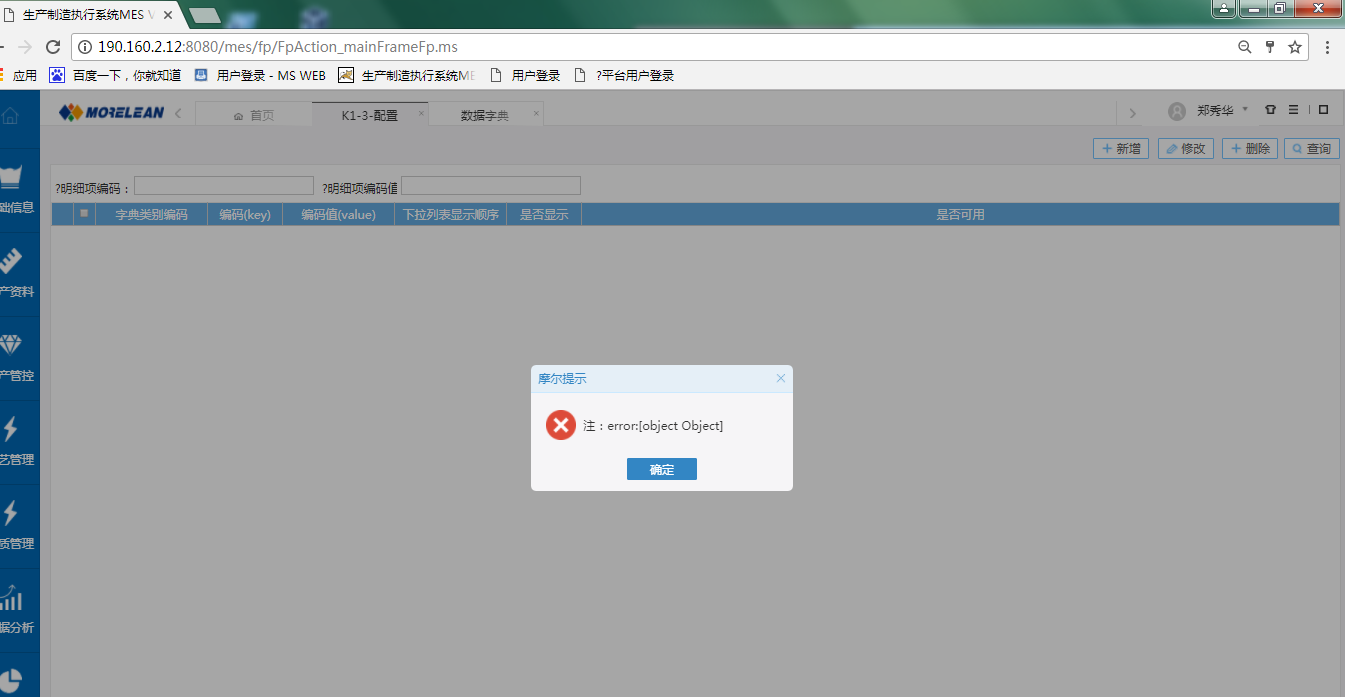 生产制造执行系统MES V
190.160.2.12:8080/mes/fp/FpAction_mainFrameFp.ms
应用 百度一下，你就知道 用户登录 - MS WEB 生产制造执行系统ME 用户登录 ?平台用户登录
MORELEAN 首页 K1-3-配置 × 数据字典 × 郑秀华
新增 修改 删除 查询
?明细项编码： ?明细项编码值
字典类别编码 编码(key) 编码值(value) 下拉列表显示顺序 是否显示 是否可用
础信息
产资料
产管控
艺管理
质管理
据分析
摩尔提示
注：error:[object Object]
确定